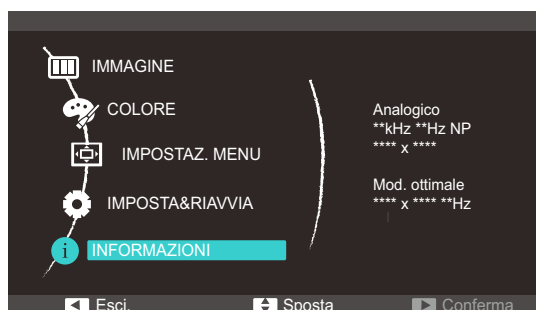 IMMAGINE
COLORE
IMPOSTAZ. MENU
IMPOSTA&RIAVVIA
i INFORMAZIONI
Analogico
**kHz **Hz NP
**** x ****
Mod. ottimale
**** x **** **Hz
Esci. Sposta Conferma